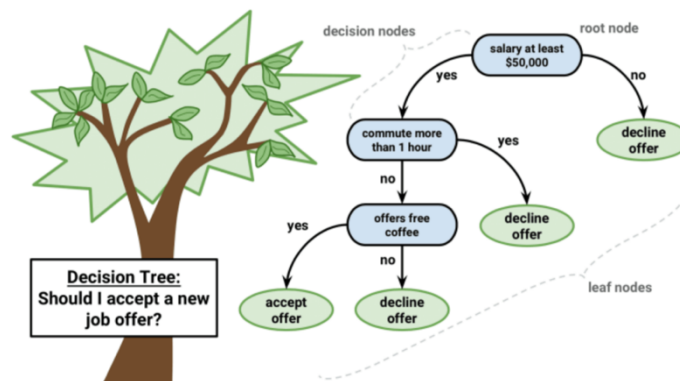 decision nodes
root node
salary at least
$50,000
yes
no
commute more
than 1 hour
yes
decline
offer
no
offers free
coffee
decline
offer
yes
no
leaf nodes
accept
offer
decline
offer
Decision Tree:
Should I accept a new
job offer?